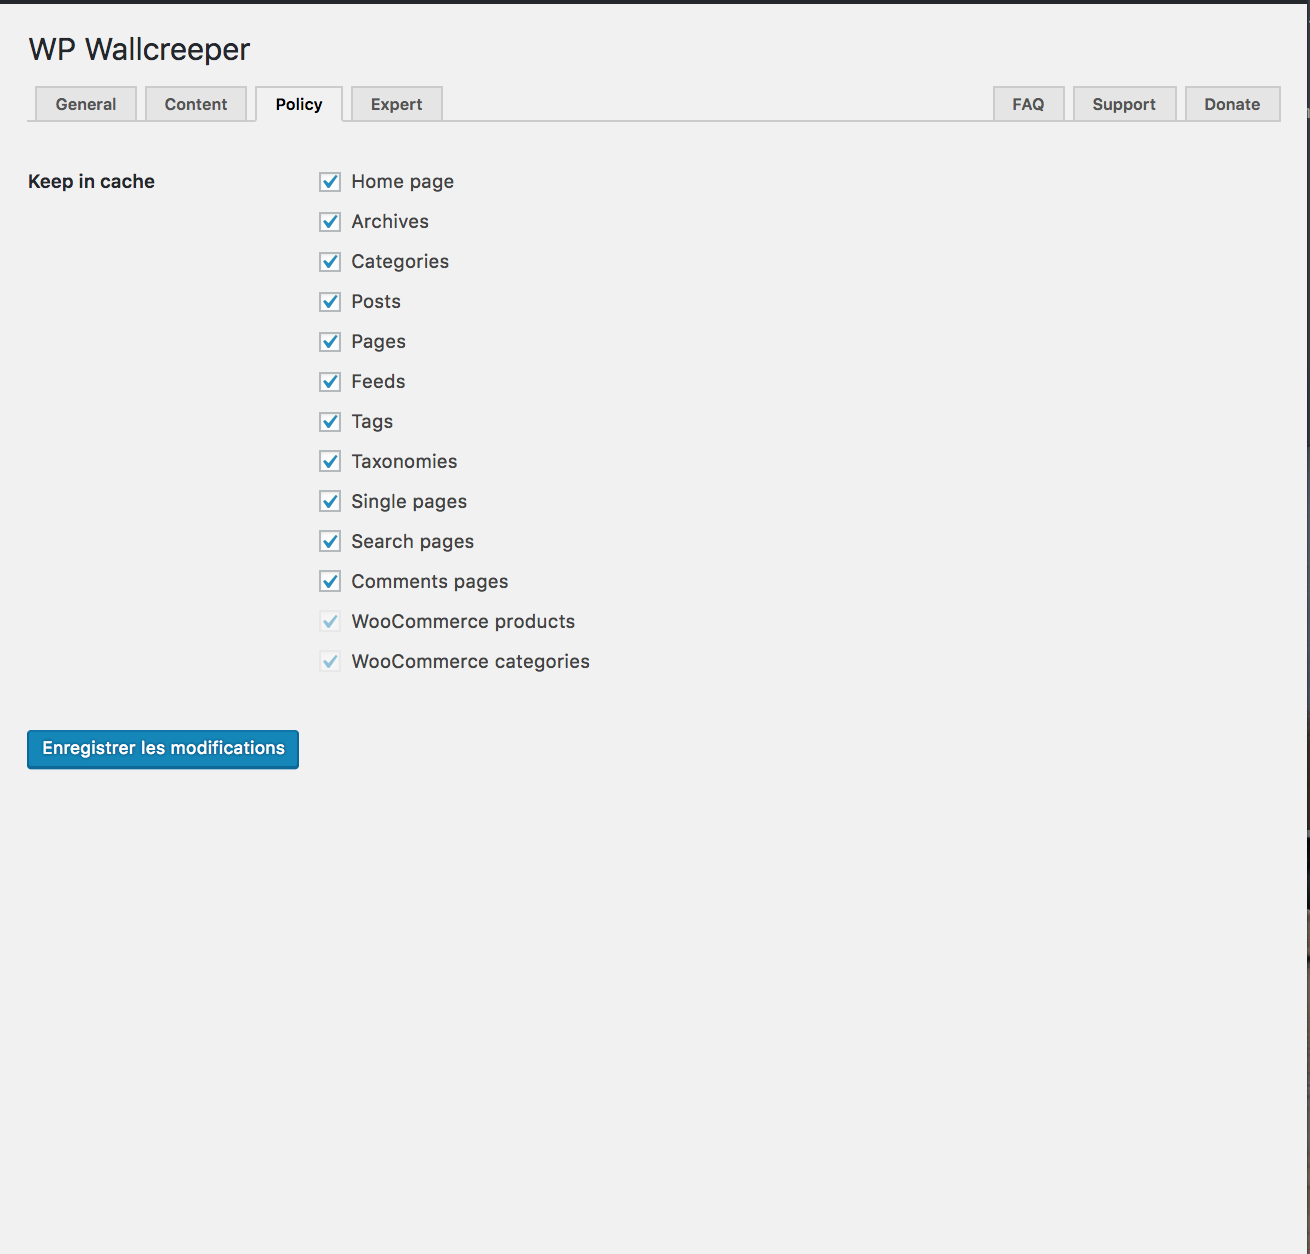 WP Wallcreeper
General Content Policy Expert FAQ Support Donate
Keep in cache Home page
Archives
Categories
Posts
Pages
Feeds
Tags
Taxonomies
Single pages
Search pages
Comments pages
WooCommerce products
WooCommerce categories
Enregistrer les modifications